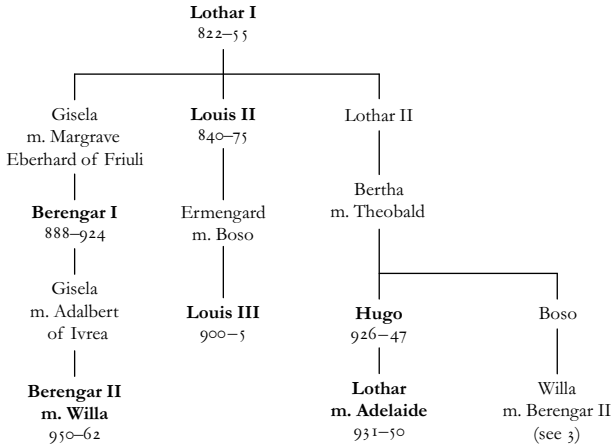 Lothar I
822–55
Gisela
m. Margrave
Eberhard of Friuli
Louis II
840–75
Lothar II
Berengar I
888–924
Ermengard
m. Boso
Bertha
m. Theobald
Gisela
m. Adalbert
of Ivrea
Louis III
900–5
Hugo
926–47
Boso
Berengar II
m. Willa
950–62
Lothar
m. Adelaide
931–50
Willa
m. Berengar II
(see 3)